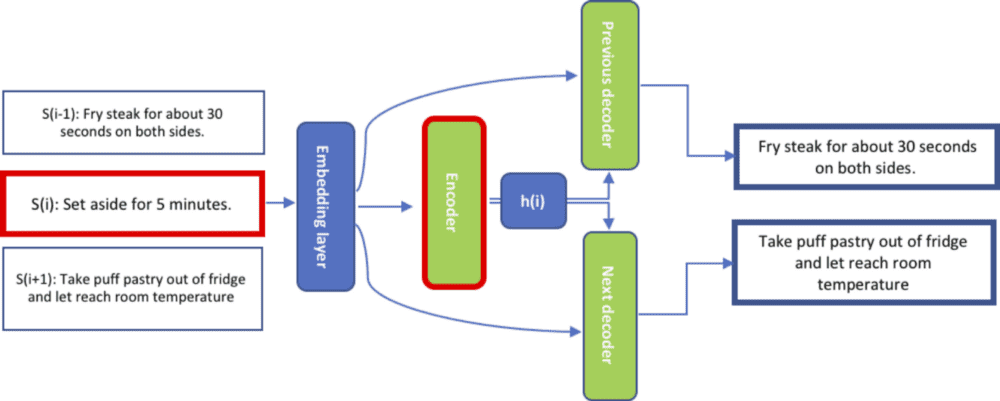 S(i-1): Fry steak for about 30
seconds on both sides.
S(i): Set aside for 5 minutes.
S(i+1): Take puff pastry out of fridge
and let reach room temperature
Embedding layer
Encoder
h(i)
Previous decoder
Next decoder
Fry steak for about 30 seconds
on both sides.
Take puff pastry out of fridge
and let reach room
temperature